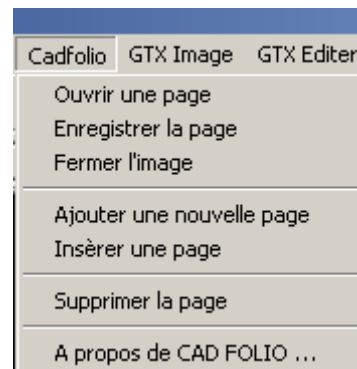 Cadfolio GTX Image GTX Editer
Ouvrir une page
Enregistrer la page
Fermer l'image
Ajouter une nouvelle page
Insèrer une page
Supprimer la page
A propos de CAD FOLIO ...